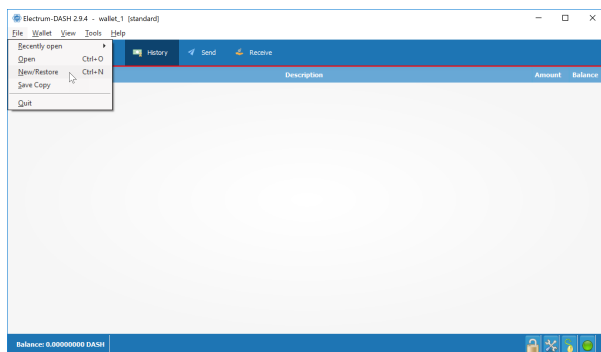 Electrum-DASH 2.9.4 - wallet_1 [standard]
File Wallet View Tools Help
Recently open
Open Ctrl+O
New/Restore Ctrl+N
Save Copy
Quit
History Send Receive
Description Amount Balance
Balance: 0.00000000 DASH